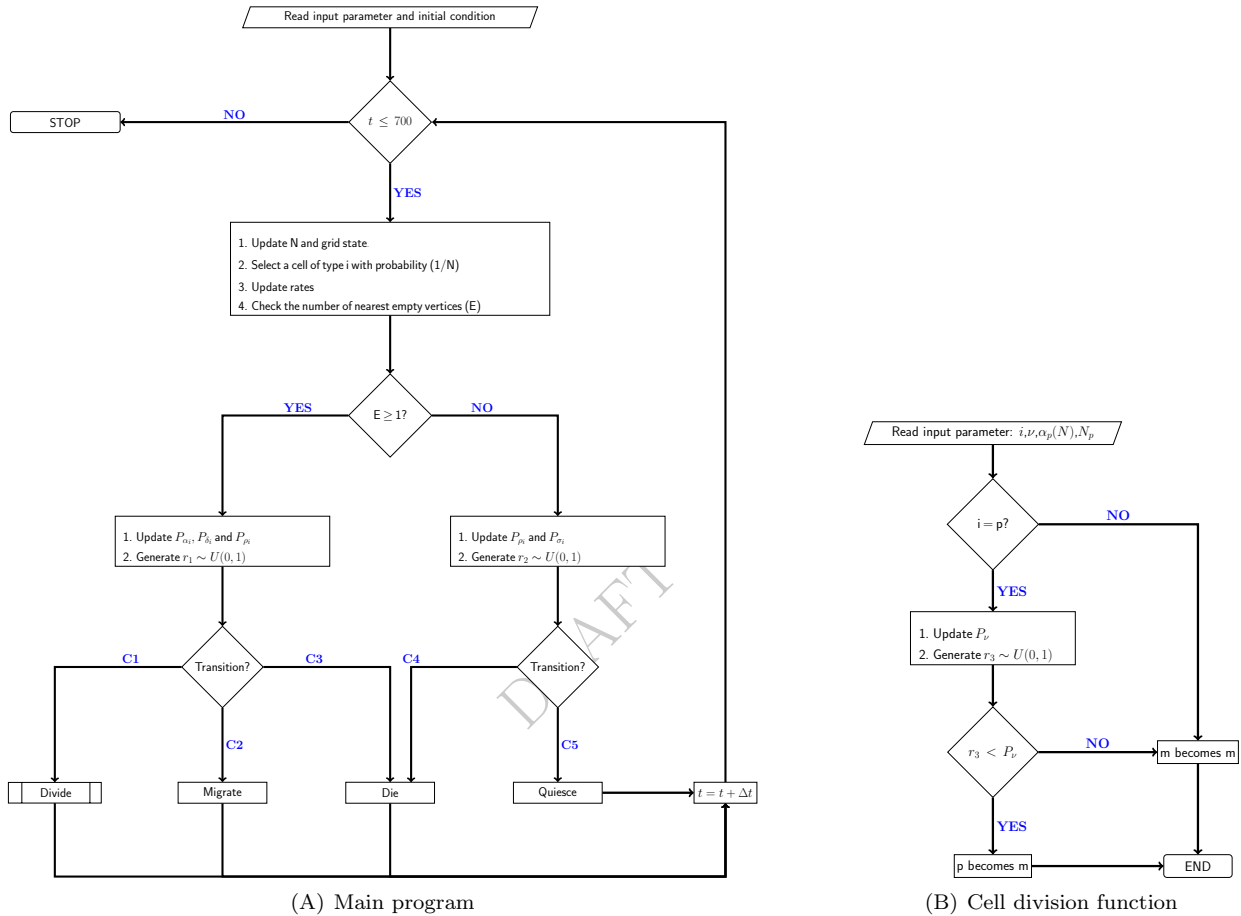 Read input parameter and initial condition
t ≤ 700
NO
STOP
YES
1. Update N and grid state
2. Select a cell of type i with probability (1/N)
3. Update rates
4. Check the number of nearest empty vertices (E)
E ≥ 1?
YES
NO
1. Update P_{α_i}, P_{δ_i} and P_{ρ_i}
2. Generate r_1 ∼ U(0, 1)
1. Update P_{ρ_i} and P_{σ_i}
2. Generate r_2 ∼ U(0, 1)
DRAFT
Transition?
C1
C3
C2
Transition?
C4
C5
Divide
Migrate
Die
Quiesce
t = t + Δt
(A) Main program
Read input parameter: i,ν,α_p(N),N_p
i = p?
NO
YES
1. Update P_ν
2. Generate r_3 ∼ U(0, 1)
r_3 < P_ν
NO
m becomes m
YES
p becomes m
END
(B) Cell division function